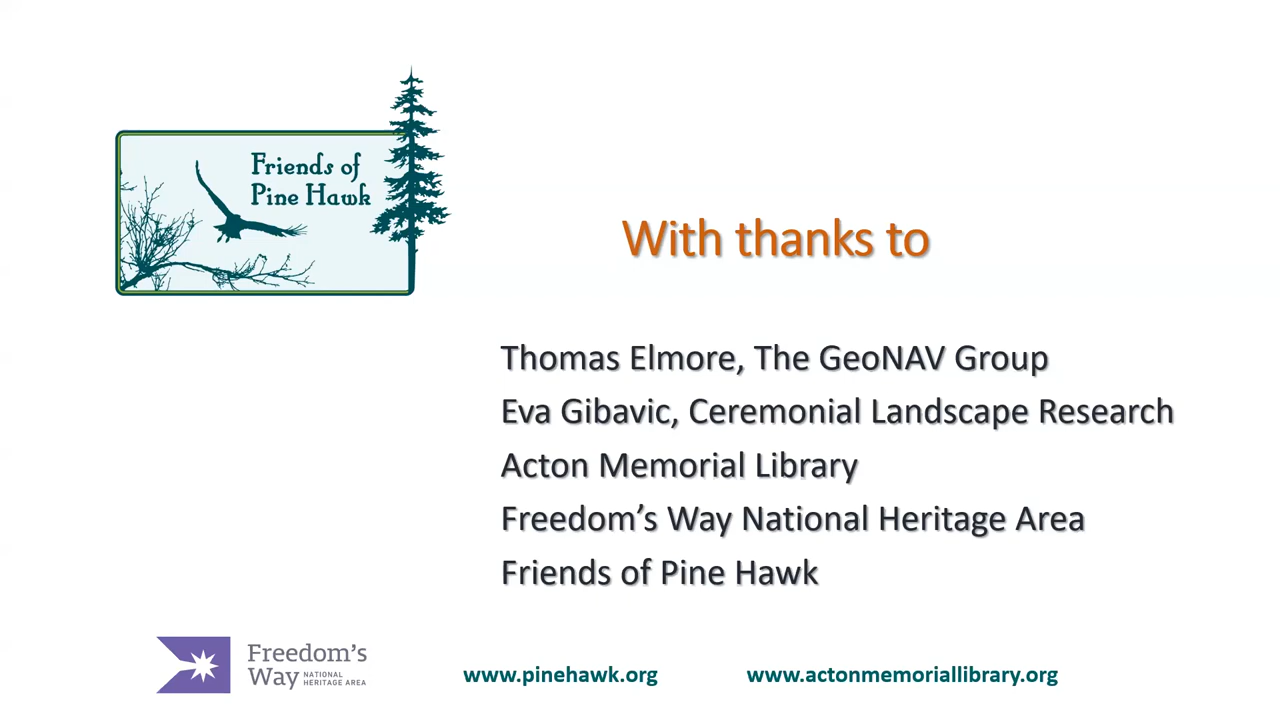 Friends of
Pine Hawk
With thanks to
Thomas Elmore, The GeoNAV Group
Eva Gibavic, Ceremonial Landscape Research
Acton Memorial Library
Freedom’s Way National Heritage Area
Friends of Pine Hawk
Freedom’s
Way NATIONAL
HERITAGE AREA
www.pinehawk.org
www.actonmemoriallibrary.org